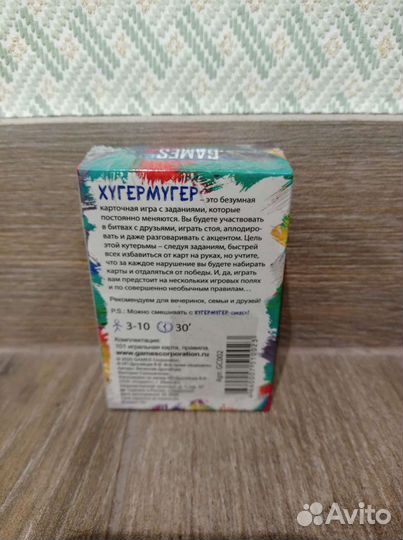 GAMES
ХУГЕРМУГЕР – это безумная
карточная игра с заданиями, которые
постоянно меняются. Вы будете участвовать
в битвах с друзьями, играть стоя, аплодиро-
вать и даже разговаривать с акцентом. Цель
этой кутерьмы – следуя заданиям, быстрей
всех избавиться от карт на руках, но учтите,
что за каждое нарушение вы будете набирать
карты и отдаляться от победы. И, да, играть
вам предстоит на нескольких игровых полях
и по совершенно необычным правилам...
Рекомендуем для вечеринок, семьи и друзей!
P.S.: Можно смешивать с ХУГЕРМУГЕР
3-10 30'
Комплектация:
101 игральная карта, правила.
www.gamescorporation.ru
Арт. GC002
Avito